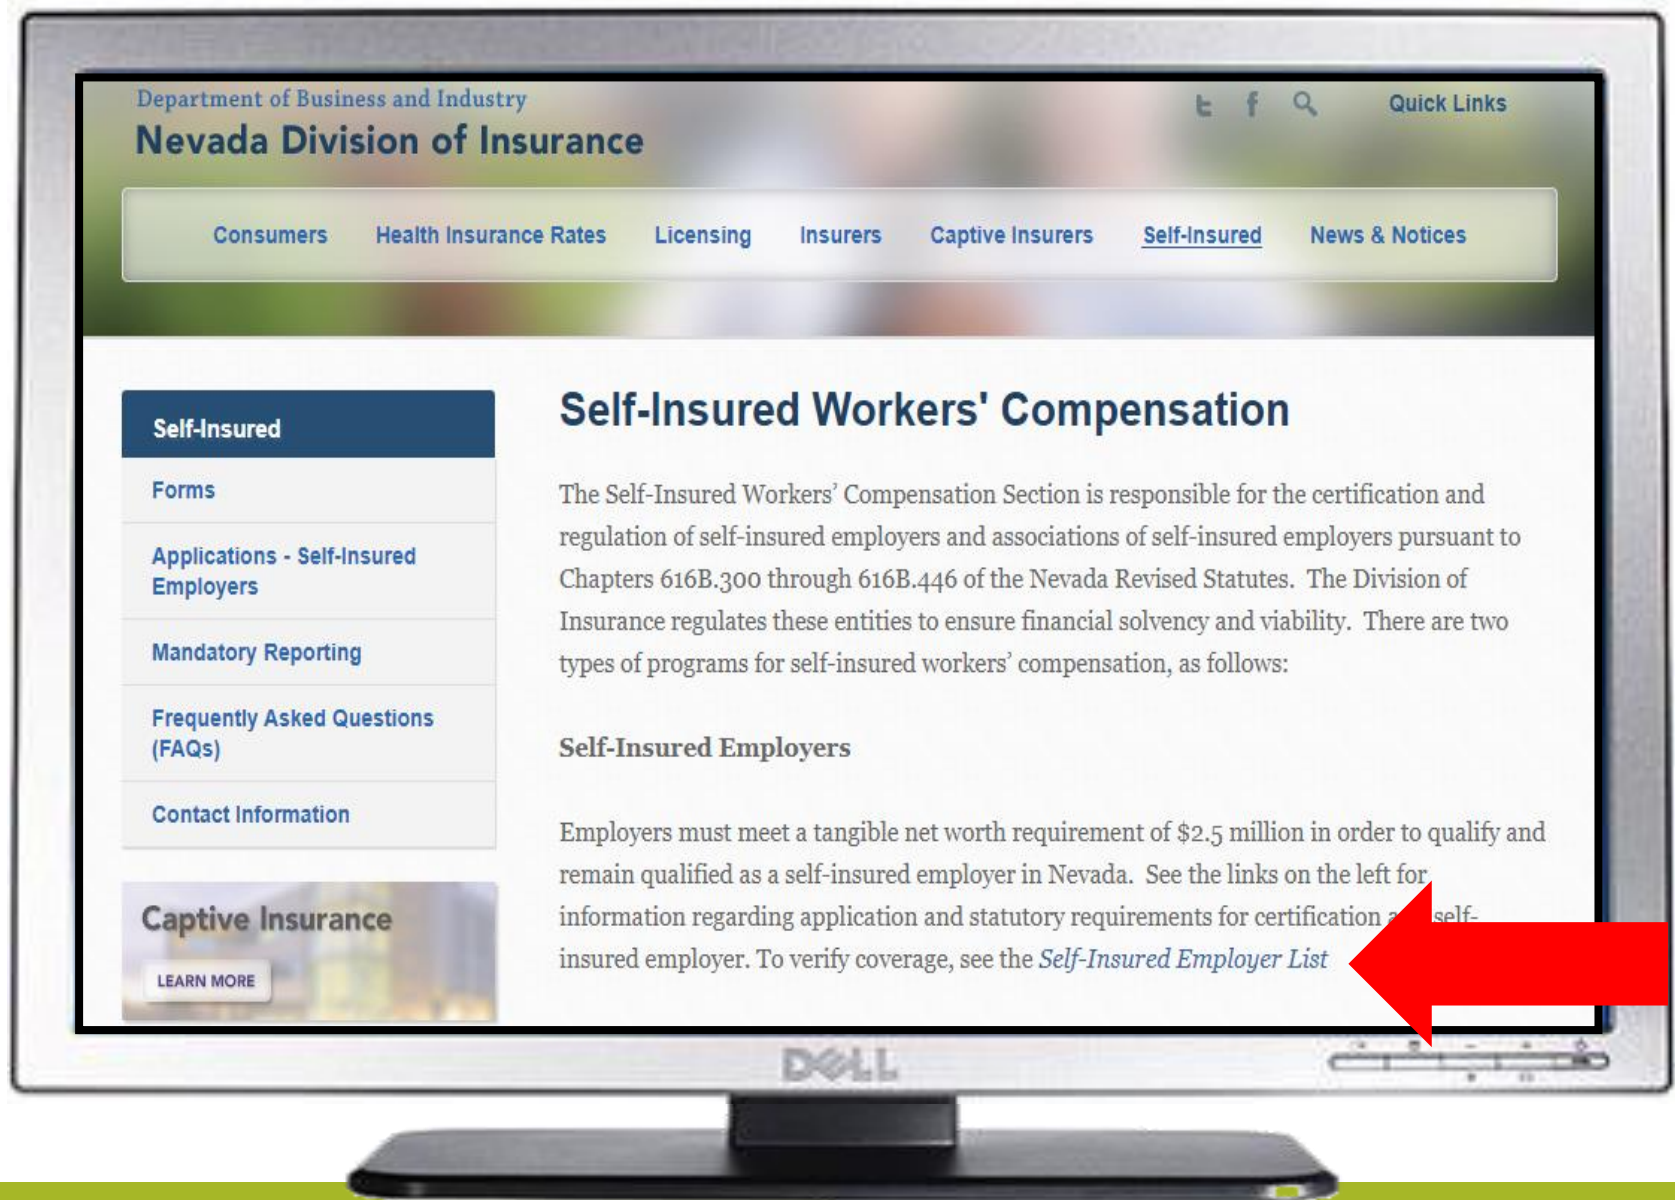 Department of Business and Industry
Nevada Division of Insurance
Quick Links
Consumers Health Insurance Rates Licensing Insurers Captive Insurers Self-Insured News & Notices
Self-Insured
Forms
Applications - Self-Insured
Employers
Mandatory Reporting
Frequently Asked Questions
(FAQs)
Contact Information
Captive Insurance
LEARN MORE
Self-Insured Workers' Compensation
The Self-Insured Workers’ Compensation Section is responsible for the certification and
regulation of self-insured employers and associations of self-insured employers pursuant to
Chapters 616B.300 through 616B.446 of the Nevada Revised Statutes. The Division of
Insurance regulates these entities to ensure financial solvency and viability. There are two
types of programs for self-insured workers’ compensation, as follows:
Self-Insured Employers
Employers must meet a tangible net worth requirement of $2.5 million in order to qualify and
remain qualified as a self-insured employer in Nevada. See the links on the left for
information regarding application and statutory requirements for certification self-
insured employer. To verify coverage, see the Self-Insured Employer List
DELL